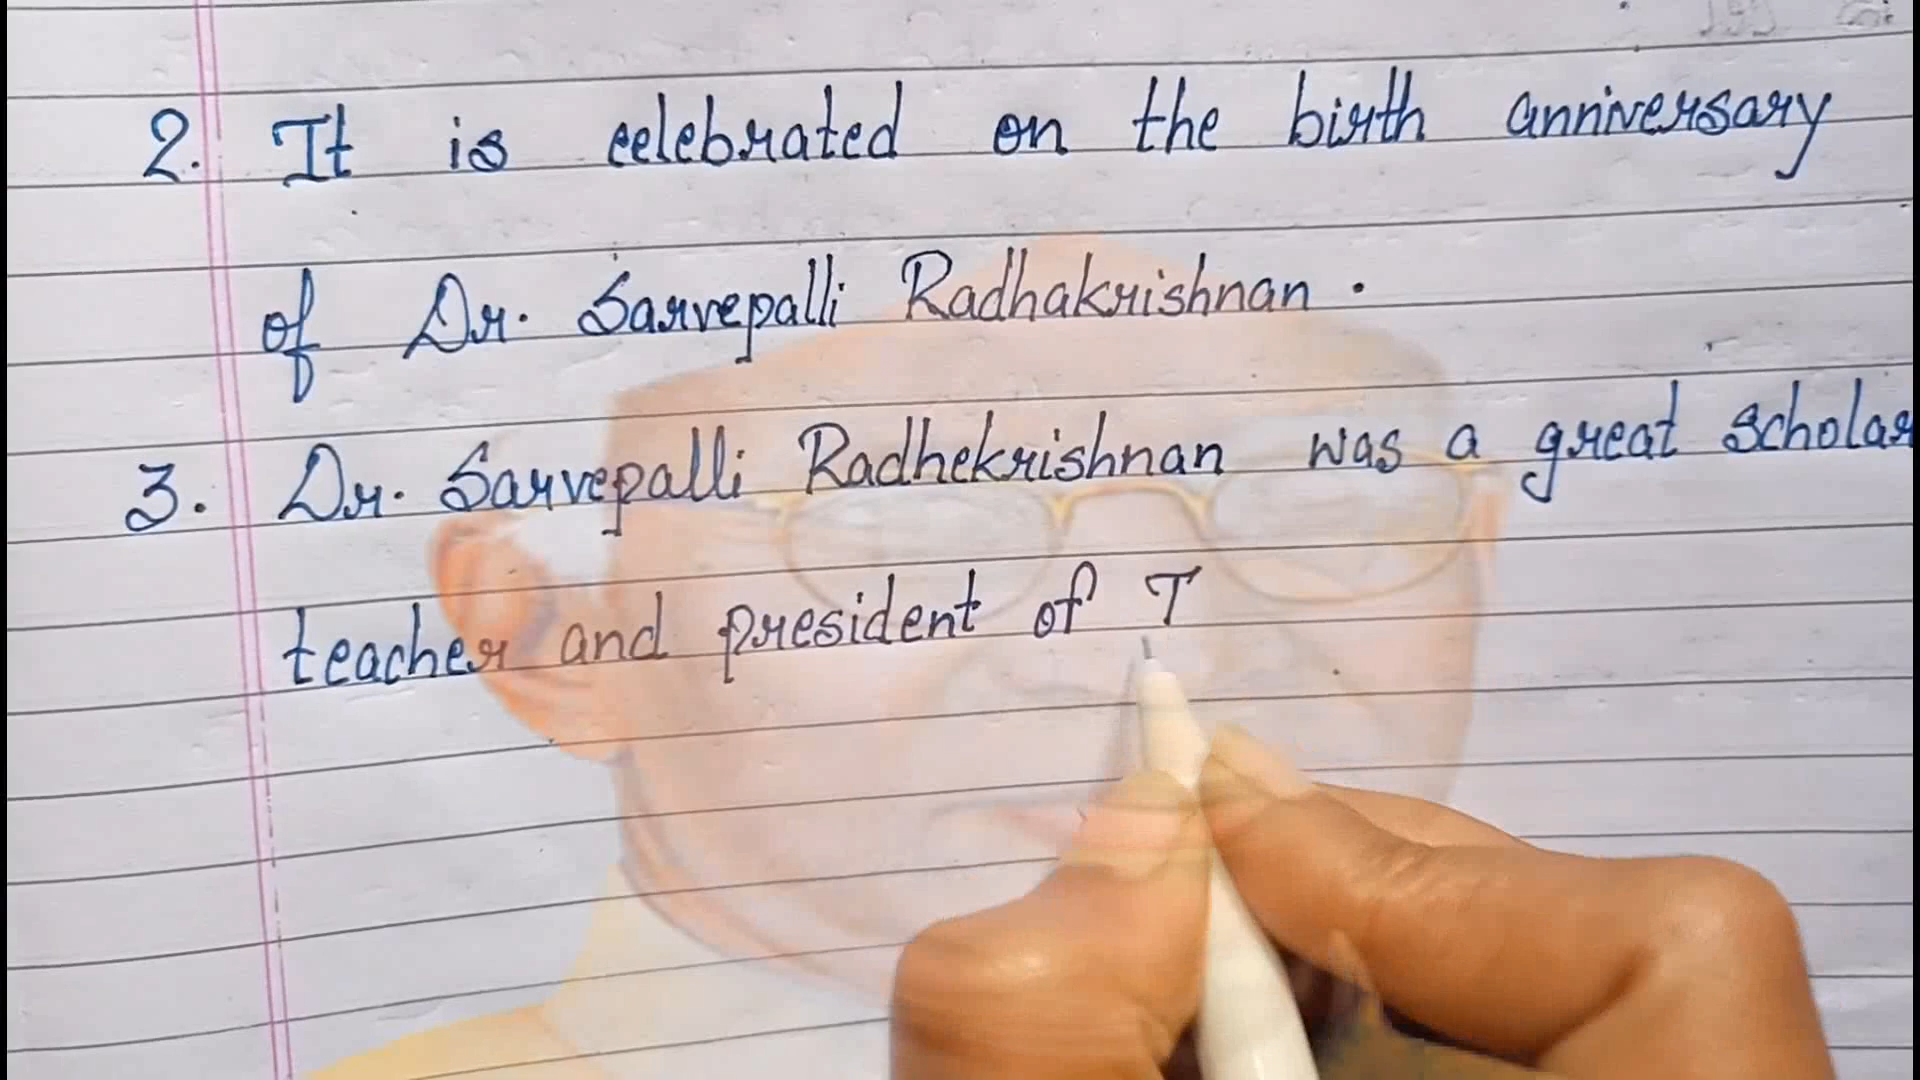 2. It is celebrated on the birth anniversary
of Dr. Sarvepalli Radhakrishnan .
3. Dr. Sarvepalli Radhekrishnan was a great scholar
teacher and president of